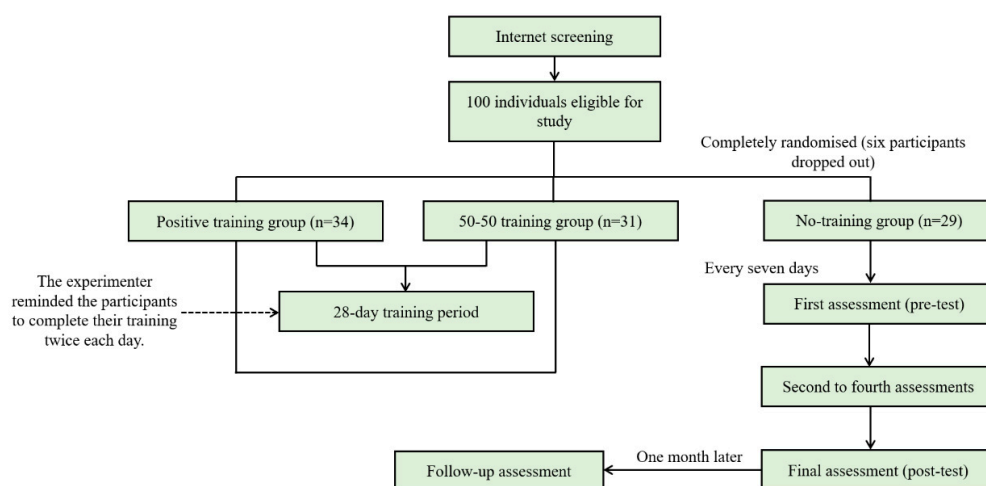 Internet screening
100 individuals eligible for
study
Completely randomised (six participants
dropped out)
Positive training group (n=34)
50-50 training group (n=31)
No-training group (n=29)
Every seven days
The experimenter
reminded the participants
to complete their training
twice each day.
28-day training period
First assessment (pre-test)
Second to fourth assessments
One month later
Follow-up assessment
Final assessment (post-test)